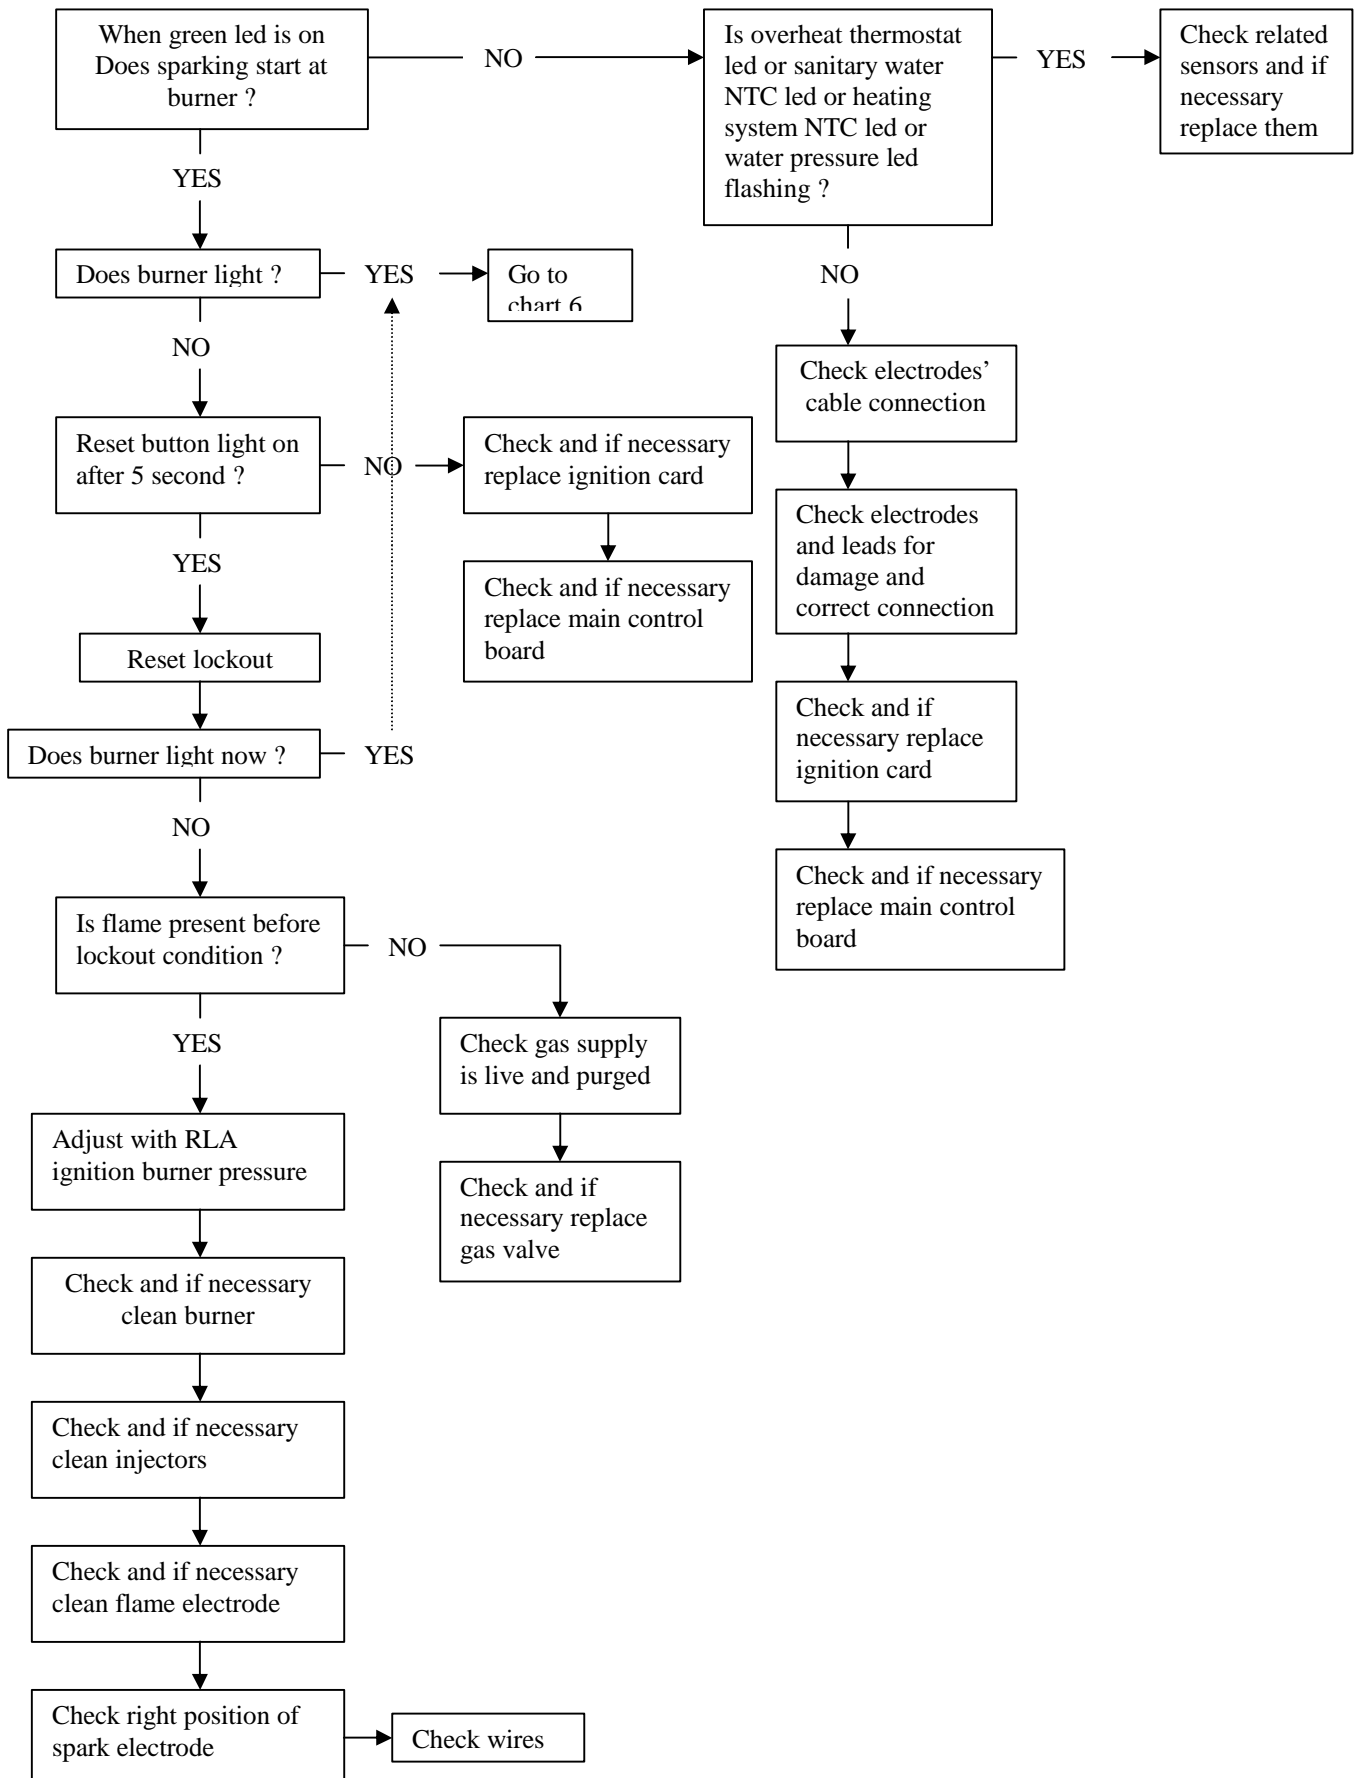 When green led is on
Does sparking start at
burner ?
NO
Is overheat thermostat
led or sanitary water
NTC led or heating
system NTC led or
water pressure led
flashing ?
YES
Check related
sensors and if
necessary
replace them
YES
Does burner light ?
YES
Go to
chart 6
NO
NO
Check electrodes’
cable connection
Reset button light on
after 5 second ?
NO
Check and if necessary
replace ignition card
Check electrodes
and leads for
damage and
correct connection
YES
Check and if necessary
replace main control
board
Reset lockout
Check and if
necessary replace
ignition card
Does burner light now ?
YES
NO
Check and if necessary
replace main control
board
Is flame present before
lockout condition ?
NO
YES
Check gas supply
is live and purged
Adjust with RLA
ignition burner pressure
Check and if
necessary replace
gas valve
Check and if necessary
clean burner
Check and if necessary
clean injectors
Check and if necessary
clean flame electrode
Check right position of
spark electrode
Check wires